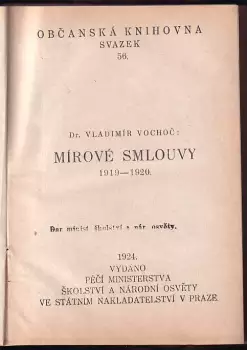 OBČANSKÁ KNIHOVNA
SVAZEK
56.
Dr. VLADIMÍR VOCHOČ:
MÍROVÉ SMLOUVY
1919—1920.
Dar minist školství a nár. osvěty.
1924.
VYDÁNO
PÉČÍ MINISTERSTVA
ŠKOLSTVÍ A NÁRODNÍ OSVĚTY
VE STÁTNÍM NAKLADATELSTVÍ V PRAZE